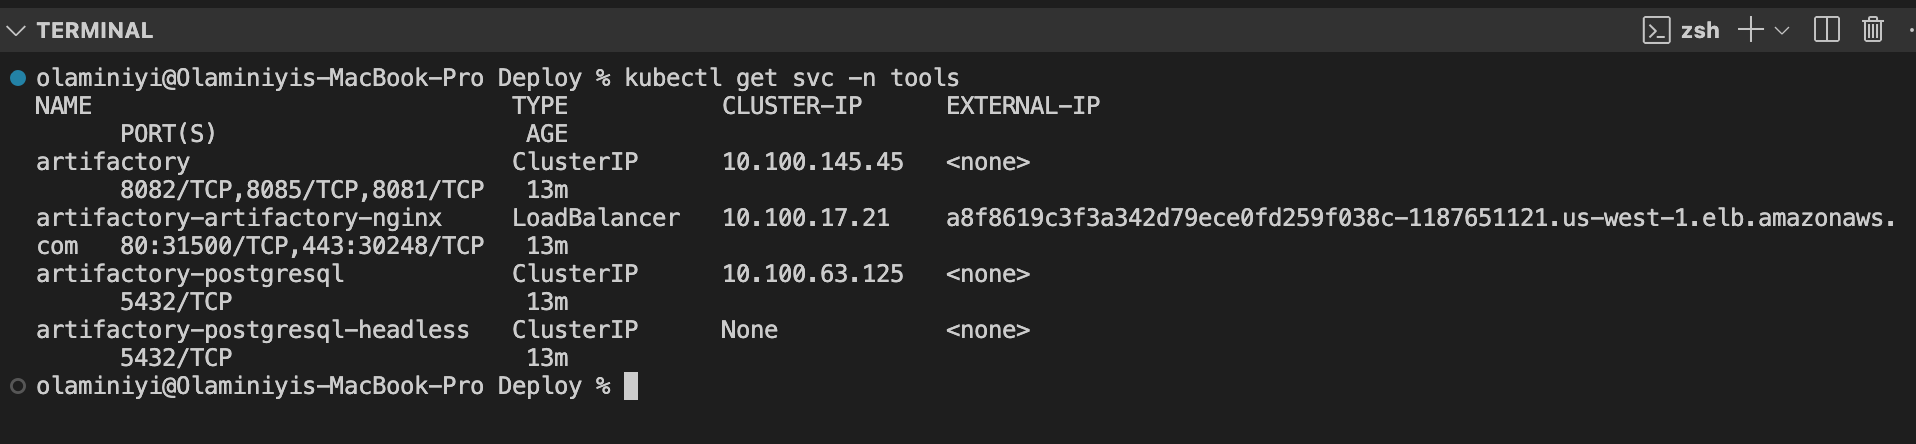 TERMINAL
zsh
olaminiyi@Olaminiyis-MacBook-Pro Deploy % kubectl get svc -n tools
NAME TYPE CLUSTER-IP EXTERNAL-IP
PORT(S) AGE
artifactory ClusterIP 10.100.145.45 <none>
8082/TCP,8085/TCP,8081/TCP 13m
artifactory-artifactory-nginx LoadBalancer 10.100.17.21 a8f8619c3f3a342d79ece0fd259f038c-1187651121.us-west-1.elb.amazonaws.
com 80:31500/TCP,443:30248/TCP 13m
artifactory-postgresql ClusterIP 10.100.63.125 <none>
5432/TCP 13m
artifactory-postgresql-headless ClusterIP None <none>
5432/TCP 13m
olaminiyi@Olaminiyis-MacBook-Pro Deploy %